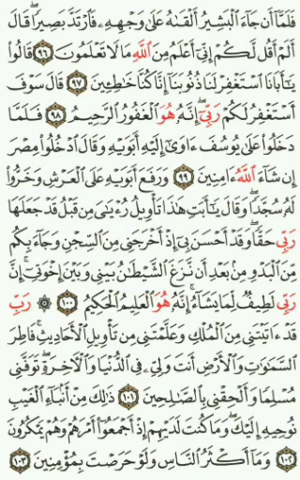 فَلَمَّآ أَن جَآءَ ٱلْبَشِيرُ أَلْقَىٰهُ عَلَىٰ وَجْهِهِۦ فَٱرْتَدَّ بَصِيرًا ۖ قَالَ
أَلَمْ أَقُل لَّكُمْ إِنِّىٓ أَعْلَمُ مِنَ ٱللَّهِ مَا لَا تَعْلَمُونَ ٩٦ قَالُوا۟
يَٰٓأَبَانَا ٱسْتَغْفِرْ لَنَا ذُنُوبَنَآ إِنَّا كُنَّا خَٰطِـِٔينَ ٩٧ قَالَ سَوْفَ
أَسْتَغْفِرُ لَكُمْ رَبِّىٓ ۖ إِنَّهُۥ هُوَ ٱلْغَفُورُ ٱلرَّحِيمُ ٩٨ فَلَمَّا
دَخَلُوا۟ عَلَىٰ يُوسُفَ ءَاوَىٰٓ إِلَيْهِ أَبَوَيْهِ وَقَالَ ٱدْخُلُوا۟ مِصْرَ
إِن شَآءَ ٱللَّهُ ءَامِنِينَ ٩٩ وَرَفَعَ أَبَوَيْهِ عَلَى ٱلْعَرْشِ وَخَرُّوا۟
لَهُۥ سُجَّدًا ۖ وَقَالَ يَٰٓأَبَتِ هَٰذَا تَأْوِيلُ رُءْيَٰىَ مِن قَبْلُ قَدْ جَعَلَهَا
رَبِّى حَقًّا ۖ وَقَدْ أَحْسَنَ بِىٓ إِذْ أَخْرَجَنِى مِنَ ٱلسِّجْنِ وَجَآءَ بِكُم
مِّنَ ٱلْبَدْوِ مِنۢ بَعْدِ أَن نَّزَغَ ٱلشَّيْطَٰنُ بَيْنِى وَبَيْنَ إِخْوَتِىٓ ۚ إِنَّ
رَبِّى لَطِيفٌ لِّمَا يَشَآءُ ۚ إِنَّهُۥ هُوَ ٱلْعَلِيمُ ٱلْحَكِيمُ ١٠٠ ۞ رَبِّ
قَدْ ءَاتَيْتَنِى مِنَ ٱلْمُلْكِ وَعَلَّمْتَنِى مِن تَأْوِيلِ ٱلْأَحَادِيثِ ۚ فَاطِرَ
ٱلسَّمَٰوَٰتِ وَٱلْأَرْضِ أَنتَ وَلِىِّۦ فِى ٱلدُّنْيَا وَٱلْـَٔاخِرَةِ ۖ تَوَفَّنِى
مُسْلِمًا وَأَلْحِقْنِى بِٱلصَّٰلِحِينَ ١٠١ ذَٰلِكَ مِنْ أَنۢبَآءِ ٱلْغَيْبِ
نُوحِيهِ إِلَيْكَ ۖ وَمَا كُنتَ لَدَيْهِمْ إِذْ أَجْمَعُوٓا۟ أَمْرَهُمْ وَهُمْ يَمْكُرُونَ
١٠٢ وَمَآ أَكْثَرُ ٱلنَّاسِ وَلَوْ حَرَصْتَ بِمُؤْمِنِينَ ١٠٣